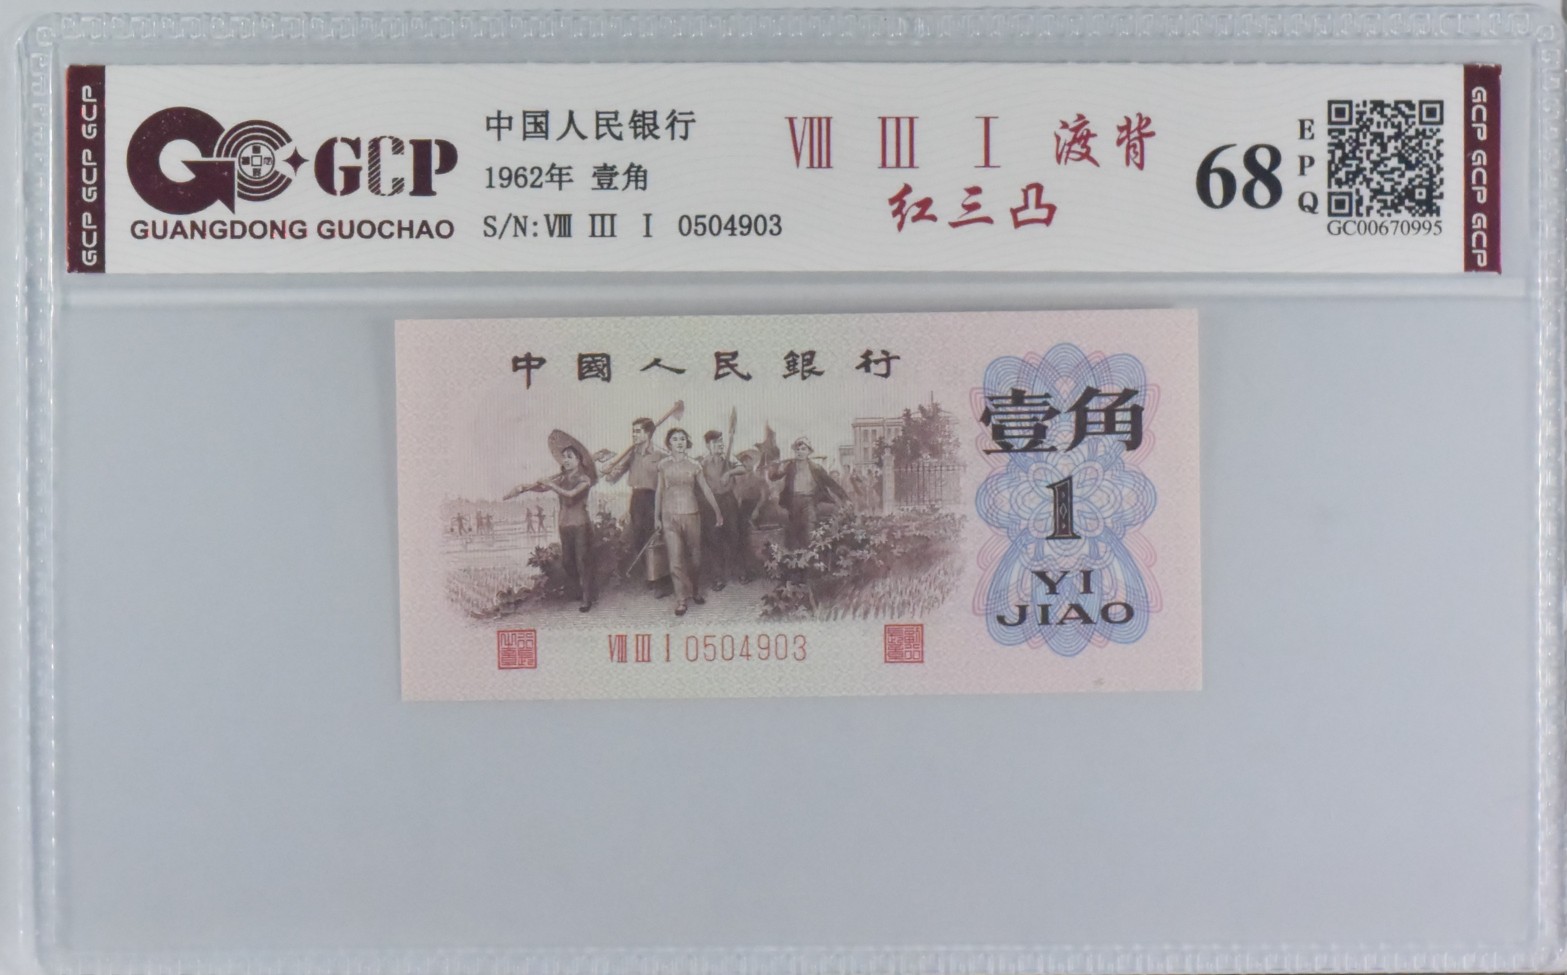 GCP GCP GCP
GCP
GUANGDONG GUOCHAO
中国人民银行
1962年 壹角
S/N:Ⅷ Ⅲ Ⅰ 0504903
Ⅷ Ⅲ Ⅰ 渡背
红三凸
68
EPQ
GC00670995
GCP GCP GCP
中國人民銀行
壹角
1
YI
JIAO
Ⅷ Ⅲ Ⅰ 0504903